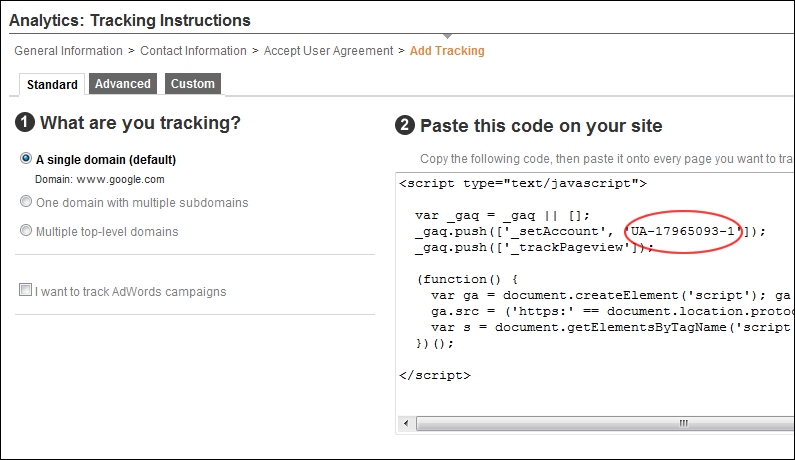 Analytics: Tracking Instructions
General Information > Contact Information > Accept User Agreement > Add Tracking
Standard Advanced Custom
1 What are you tracking?
A single domain (default)
Domain: www.google.com
One domain with multiple subdomains
Multiple top-level domains
I want to track AdWords campaigns
2 Paste this code on your site
Copy the following code, then paste it onto every page you want to tra
<script type="text/javascript">
var _gaq = _gaq || [];
_gaq.push(['_setAccount', 'UA-17965093-1']);
_gaq.push(['_trackPageview']);
(function() {
var ga = document.createElement('script'); ga
ga.src = ('https:' == document.location.protoc
var s = document.getElementsByTagName('script
})();
</script>